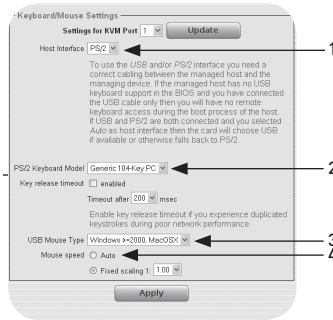 Keyboard/Mouse Settings
Settings for KVM Port 1 Update
Host Interface PS/2 1
To use the USB and/or PS/2 interface you need a
correct cabling between the managed host and the
managing device. If the managed host has no USB
keyboard support in the BIOS and you have connected
the USB cable only then you will have no remote
keyboard access during the boot process of the host.
If USB and PS/2 are both connected and you selected
Auto as host interface then the card will choose USB
if available or otherwise falls back to PS/2.
PS/2 Keyboard Model Generic 104-Key PC 2
Key release timeout enabled
Timeout after 200 msec
Enable key release timeout if you experience duplicated
keystrokes during poor network performance.
USB Mouse Type Windows >=2000, MacOSX 3
Mouse speed Auto 4
Fixed scaling 1: 1.00
Apply